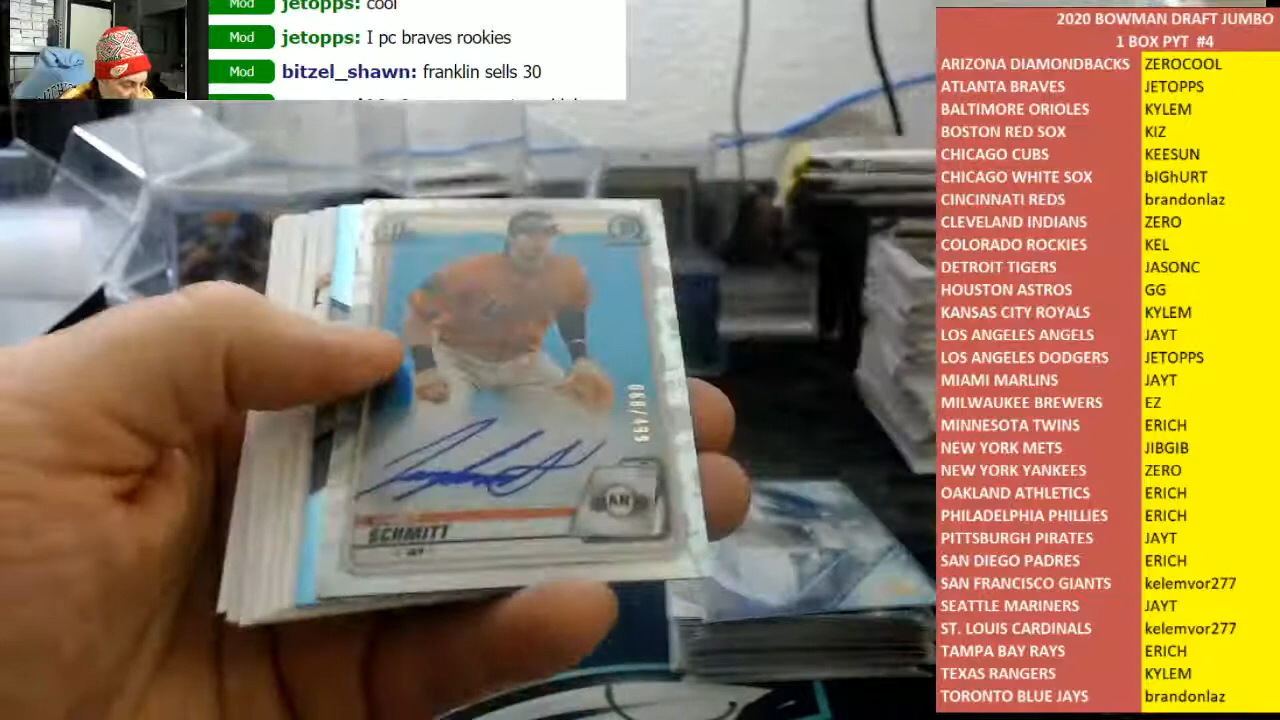 Mod jetopps: cool
Mod jetopps: I pc braves rookies
Mod bitzel_shawn: franklin sells 30
2020 BOWMAN DRAFT JUMBO
1 BOX PYT #4
ARIZONA DIAMONDBACKS ZEROCOOL
ATLANTA BRAVES JETOPPS
BALTIMORE ORIOLES KYLEM
BOSTON RED SOX KIZ
CHICAGO CUBS KEESUN
CHICAGO WHITE SOX bIGhURT
CINCINNATI REDS brandonlaz
CLEVELAND INDIANS ZERO
COLORADO ROCKIES KEL
DETROIT TIGERS JASONC
HOUSTON ASTROS GG
KANSAS CITY ROYALS KYLEM
LOS ANGELES ANGELS JAYT
LOS ANGELES DODGERS JETOPPS
MIAMI MARLINS JAYT
MILWAUKEE BREWERS EZ
MINNESOTA TWINS ERICH
NEW YORK METS JIBGIB
NEW YORK YANKEES ZERO
OAKLAND ATHLETICS ERICH
PHILADELPHIA PHILLIES ERICH
PITTSBURGH PIRATES JAYT
SAN DIEGO PADRES ERICH
SAN FRANCISCO GIANTS kelemvor277
SEATTLE MARINERS JAYT
ST. LOUIS CARDINALS kelemvor277
TAMPA BAY RAYS ERICH
TEXAS RANGERS KYLEM
TORONTO BLUE JAYS brandonlaz
SCHMITT